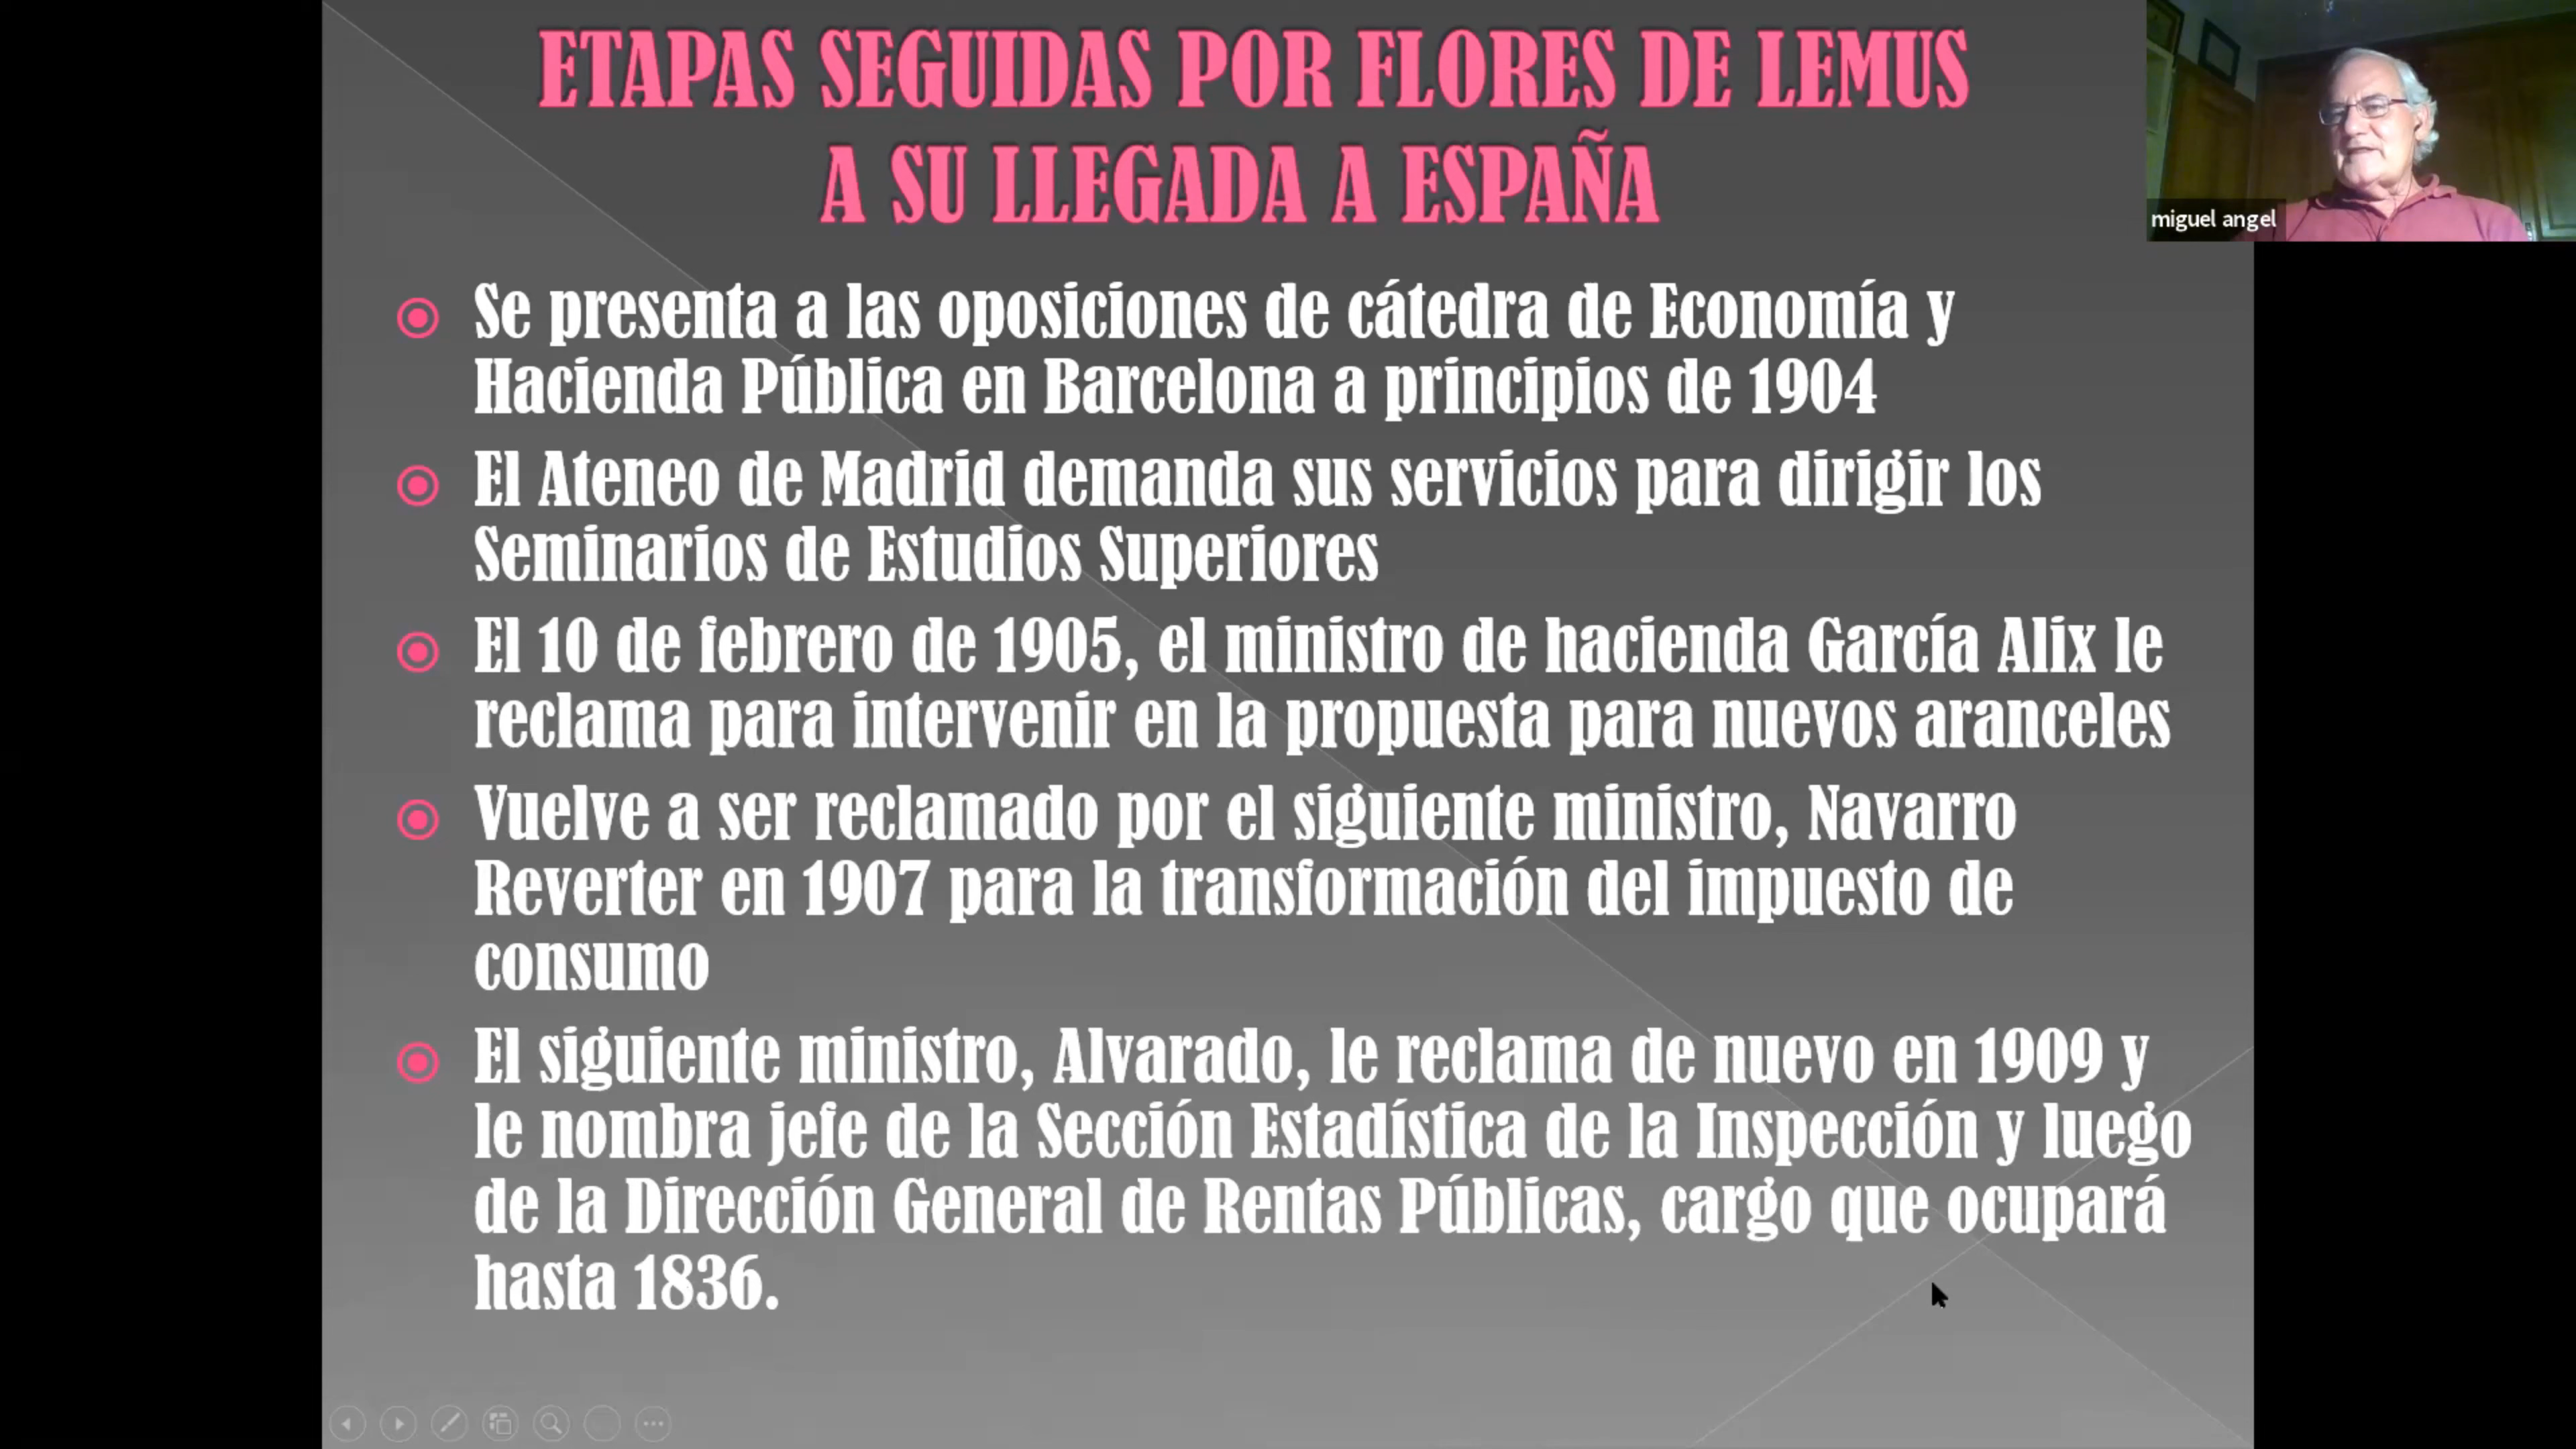 ETAPAS SEGUIDAS POR FLORES DE LEMUS
A SU LLEGADA A ESPAÑA
miguel angel
Se presenta a las oposiciones de cátedra de Economía y
Hacienda Pública en Barcelona a principios de 1904
El Ateneo de Madrid demanda sus servicios para dirigir los
Seminarios de Estudios Superiores
El 10 de febrero de 1905, el ministro de hacienda García Alix le
reclama para intervenir en la propuesta para nuevos aranceles
Vuelve a ser reclamado por el siguiente ministro, Navarro
Reverter en 1907 para la transformación del impuesto de
consumo
El siguiente ministro, Alvarado, le reclama de nuevo en 1909 y
le nombra jefe de la Sección Estadística de la Inspección y luego
de la Dirección General de Rentas Públicas, cargo que ocupará
hasta 1836.